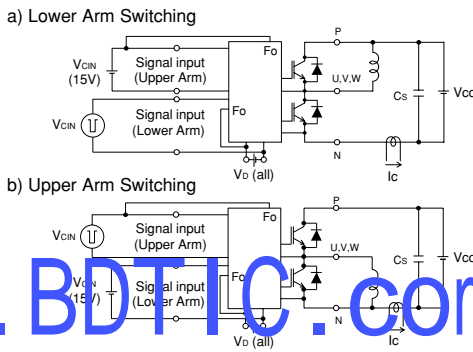 a) Lower Arm Switching
P
Fo
VCIN
(15V)
Signal input
(Upper Arm)
U,V,W
CS
Vcc
VCIN
Signal input
(Lower Arm)
Fo
N
VD (all)
Ic
b) Upper Arm Switching
P
Fo
VCIN
Signal input
(Upper Arm)
U,V,W
CS
Vcc
VCIN
(15V)
Signal input
(Lower Arm)
Fo
N
VD (all)
Ic
. BDTIC . com